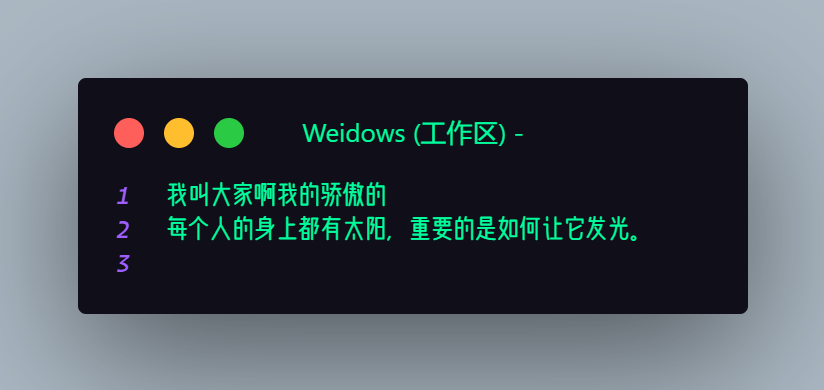 Weidows (工作区) -
1 我叫大家啊我的骄傲的
2 每个人的身上都有太阳, 重要的是如何让它发光。
3